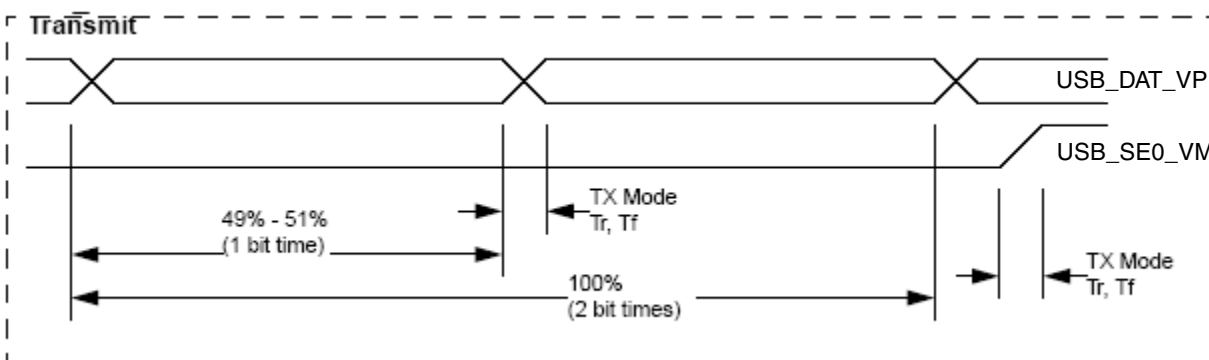 Transmit
USB_DAT_VP
USB_SE0_VM
TX Mode
Tr, Tf
49% - 51%
(1 bit time)
TX Mode
Tr, Tf
100%
(2 bit times)